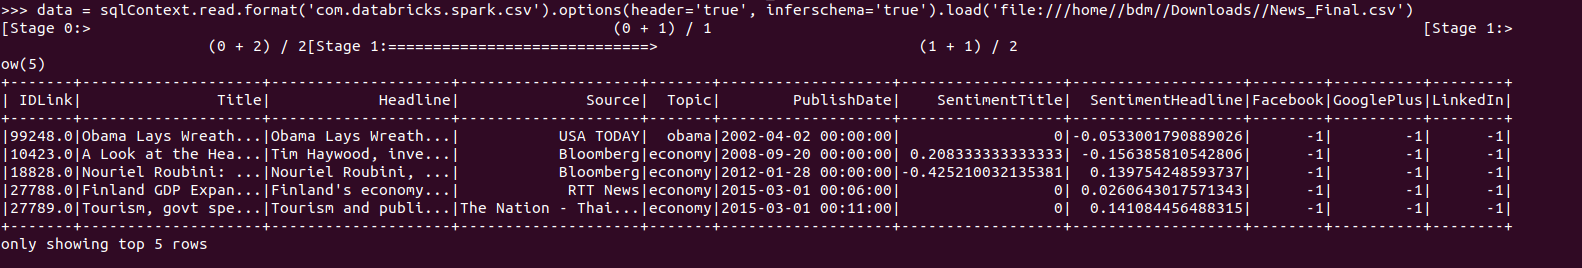 >>> data = sqlContext.read.format('com.databricks.spark.csv').options(header='true', inferschema='true').load('file:///home//bdm//Downloads//News_Final.csv')
[Stage 0:>                                                          (0 + 1) / 1                                                                                      [Stage 1:>
                         (0 + 2) / 2[Stage 1:=============================>                                (1 + 1) / 2
ow(5)
+-------+--------------------+--------------------+--------------------+-------+-------------------+------------------+-------------------+--------+----------+--------+
| IDLink|               Title|            Headline|              Source|  Topic|        PublishDate|    SentimentTitle|  SentimentHeadline|Facebook|GooglePlus|LinkedIn|
+-------+--------------------+--------------------+--------------------+-------+-------------------+------------------+-------------------+--------+----------+--------+
|99248.0|Obama Lays Wreath...|Obama Lays Wreath...|           USA TODAY|  obama|2002-04-02 00:00:00|                 0|-0.0533001790889026|      -1|        -1|      -1|
|10423.0|A Look at the Hea...|Tim Haywood, inve...|           Bloomberg|economy|2008-09-20 00:00:00| 0.208333333333333| -0.156385810542806|      -1|        -1|      -1|
|18828.0|Nouriel Roubini: ...|Nouriel Roubini, ...|           Bloomberg|economy|2012-01-28 00:00:00|-0.425210032135381|  0.139754248593737|      -1|        -1|      -1|
|27788.0|Finland GDP Expan...|Finland's economy...|            RTT News|economy|2015-03-01 00:06:00|                 0| 0.0260643017571343|      -1|        -1|      -1|
|27789.0|Tourism, govt spe...|Tourism and publi...|The Nation - Thai...|economy|2015-03-01 00:11:00|                 0|  0.141084456488315|      -1|        -1|      -1|
+-------+--------------------+--------------------+--------------------+-------+-------------------+------------------+-------------------+--------+----------+--------+
only showing top 5 rows